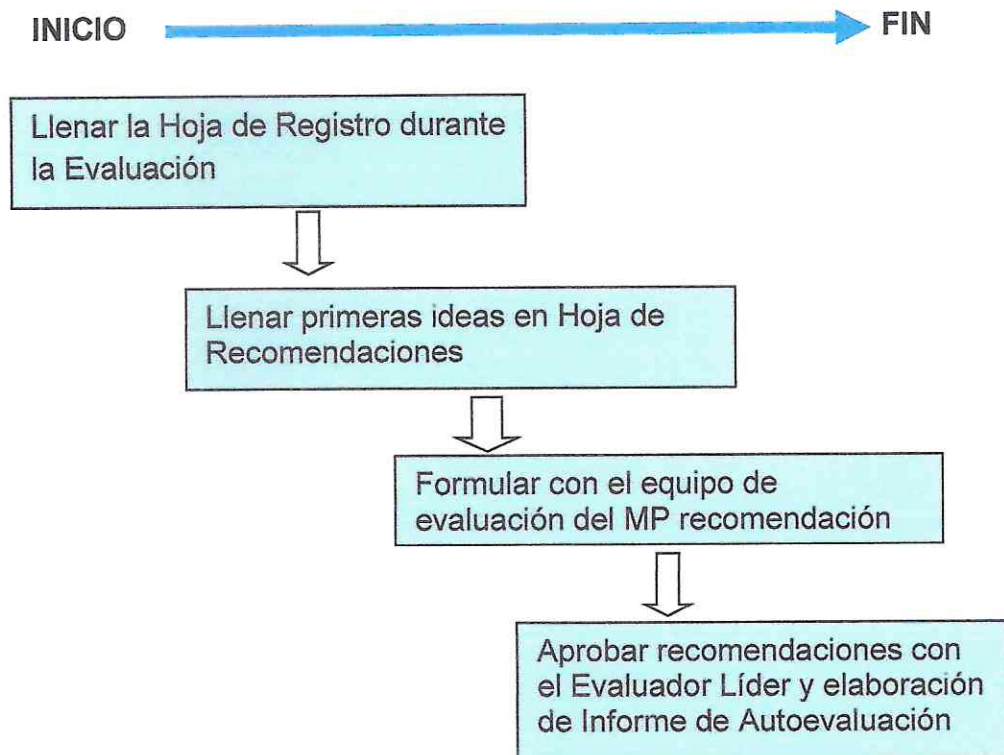 INICIO FIN
Llenar la Hoja de Registro durante
la Evaluación
Llenar primeras ideas en Hoja de
Recomendaciones
Formular con el equipo de
evaluación del MP recomendación
Aprobar recomendaciones con
el Evaluador Líder y elaboración
de Informe de Autoevaluación